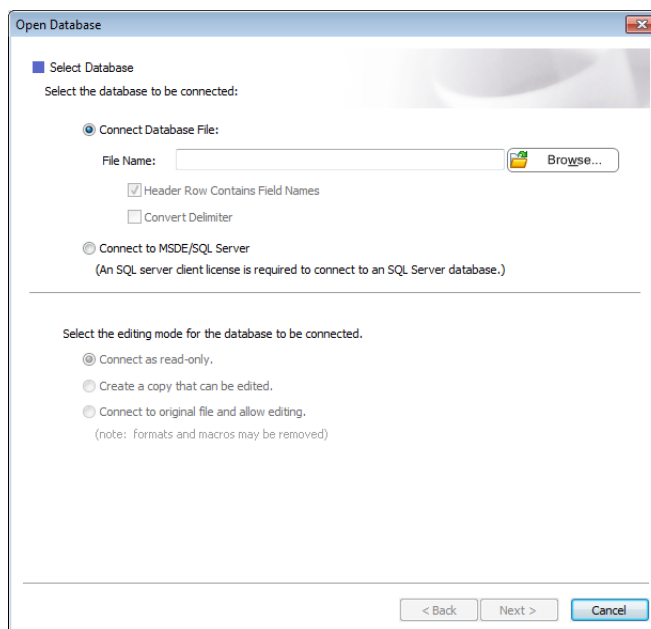 Open Database
Select Database
Select the database to be connected:
Connect Database File:
File Name:
Browse...
Header Row Contains Field Names
Convert Delimiter
Connect to MSDE/SQL Server
(An SQL server client license is required to connect to an SQL Server database.)
Select the editing mode for the database to be connected.
Connect as read-only.
Create a copy that can be edited.
Connect to original file and allow editing.
(note: formats and macros may be removed)
< Back Next > Cancel